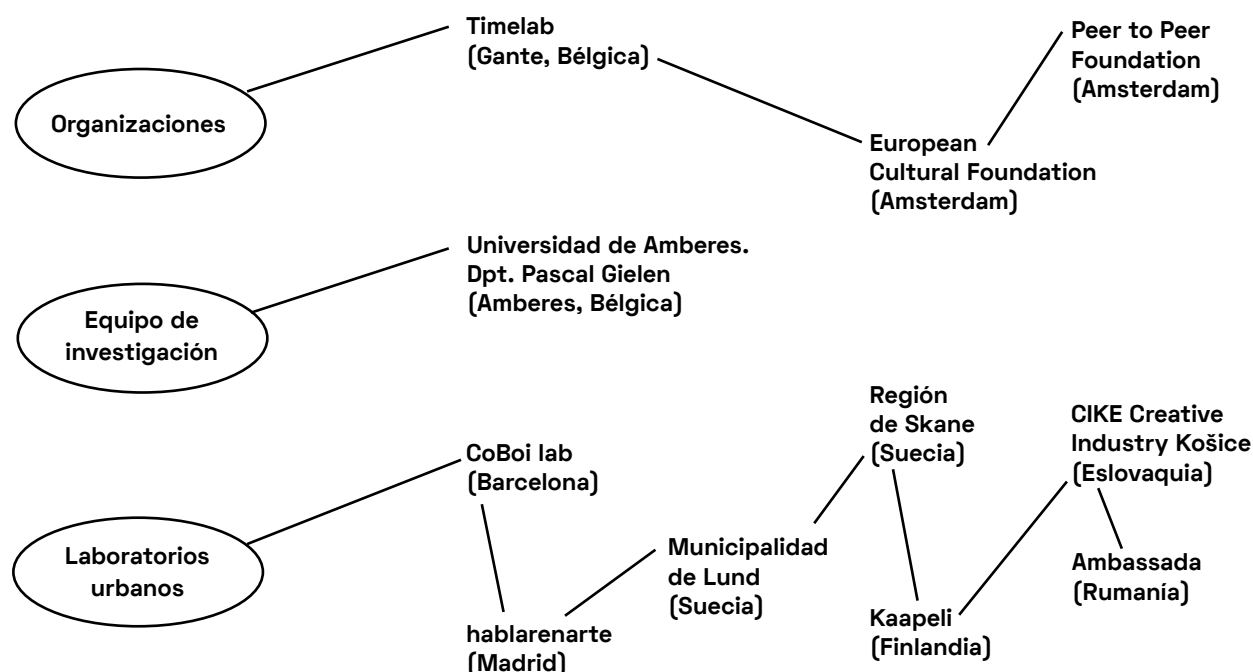 Organizaciones
Timelab
(Gante, Bélgica)
European
Cultural Foundation
(Amsterdam)
Peer to Peer
Foundation
(Amsterdam)
Equipo de
investigación
Universidad de Amberes.
Dpt. Pascal Gielen
(Amberes, Bélgica)
Laboratorios
urbanos
CoBoi lab
(Barcelona)
hablarenarte
(Madrid)
Municipalidad
de Lund
(Suecia)
Región
de Skane
(Suecia)
Kaapeli
(Finlandia)
CIKE Creative
Industry Košice
(Eslovaquia)
Ambassada
(Rumanía)